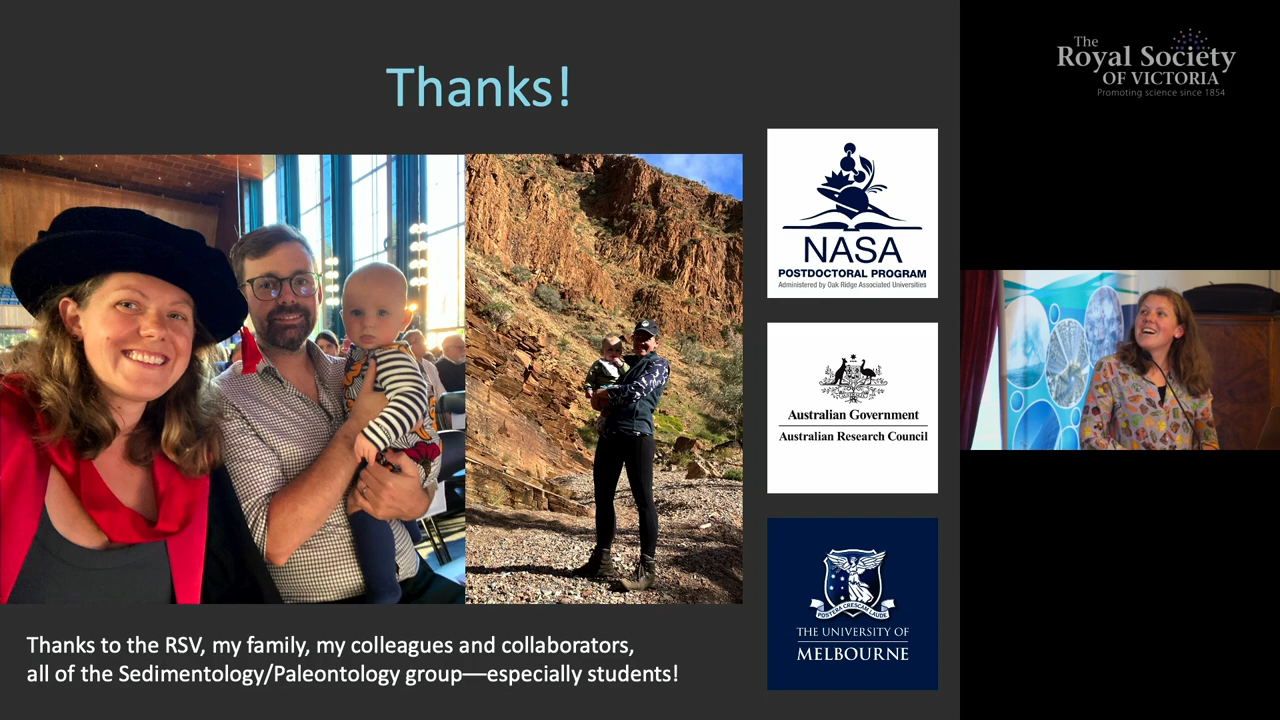 Thanks!
The
Royal Society
OF VICTORIA
Promoting science since 1854
NASA
POSTDOCTORAL PROGRAM
Administered by Oak Ridge Associated Universities
Australian Government
Australian Research Council
POSTERA CRESCAM LAUDE
THE UNIVERSITY OF
MELBOURNE
Thanks to the RSV, my family, my colleagues and collaborators,
all of the Sedimentology/Paleontology group—especially students!